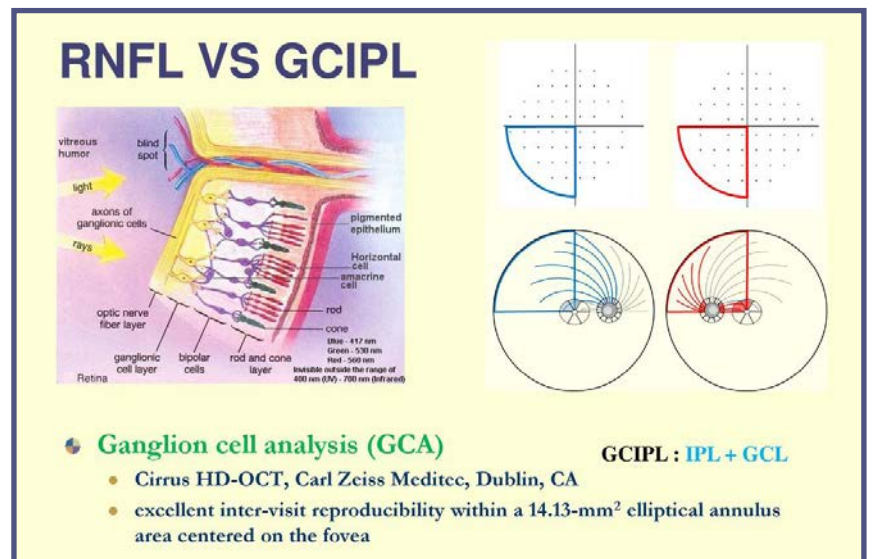 RNFL VS GCIPL
vitreous
humor
blind
spot
light
axons of
ganglionic cells
rays
pigmented
epithelium
Horizontal
cell
amacrine
cell
rod
cone
optic nerve
fiber layer
ganglionic
cell layer
bipolar
cells
rod and cone
layer
Blue - 417 nm
Green - 530 nm
Red - 560 nm
Invisible outside the range of
400 nm (UV) - 700 nm (Infrared)
Retina
Ganglion cell analysis (GCA)
GCIPL : IPL + GCL
Cirrus HD-OCT, Carl Zeiss Meditec, Dublin, CA
excellent inter-visit reproducibility within a 14.13-mm² elliptical annulus
area centered on the fovea